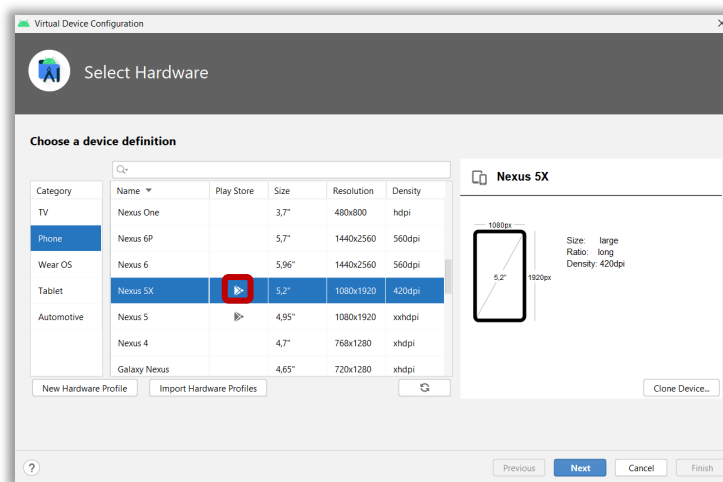 Virtual Device Configuration
Select Hardware
Choose a device definition
Category
TV
Phone
Wear OS
Tablet
Automotive
Name Play Store Size Resolution Density
Nexus One 3,7" 480x800 hdpi
Nexus 6P 5,7" 1440x2560 560dpi
Nexus 6 5,96" 1440x2560 560dpi
Nexus 5X 5,2" 1080x1920 420dpi
Nexus 5 4,95" 1080x1920 xxhdpi
Nexus 4 4,7" 768x1280 xhdpi
Galaxy Nexus 4,65" 720x1280 xhdpi
New Hardware Profile Import Hardware Profiles
Nexus 5X
1080px
5,2" 1920px
Size: large
Ratio: long
Density: 420dpi
Clone Device...
? Previous Next Cancel Finish